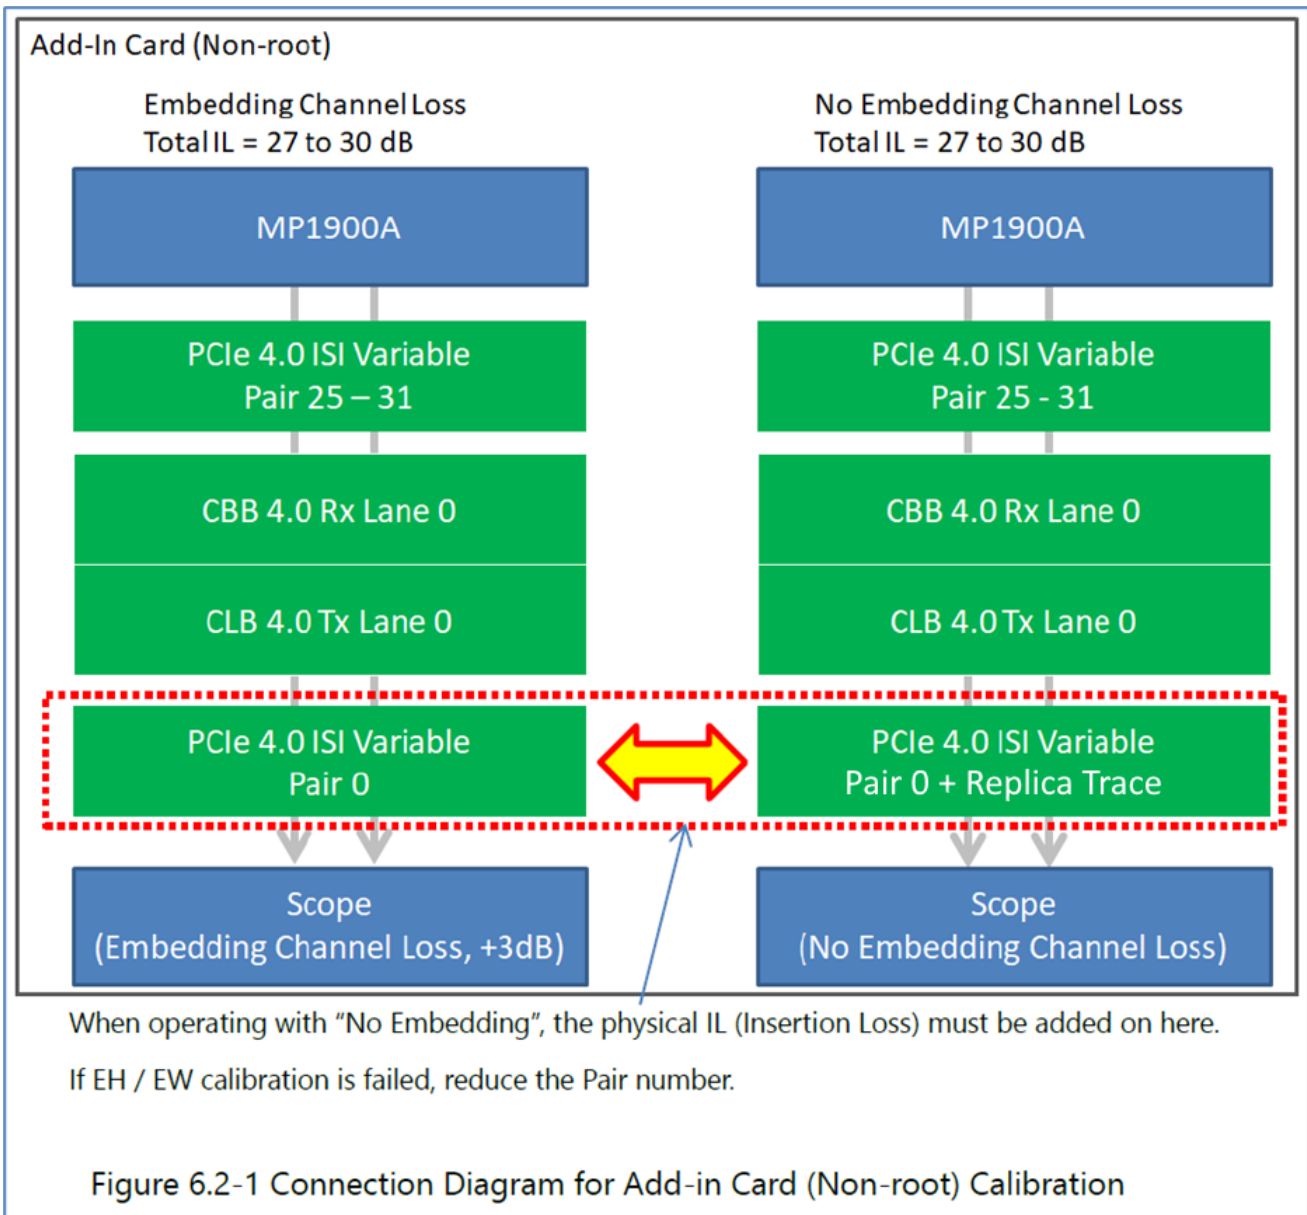 Add-In Card (Non-root)
Embedding Channel Loss
Total IL = 27 to 30 dB
MP1900A
PCIe 4.0 ISI Variable
Pair 25 – 31
CBB 4.0 Rx Lane 0
CLB 4.0 Tx Lane 0
PCIe 4.0 ISI Variable
Pair 0
Scope
(Embedding Channel Loss, +3dB)
No Embedding Channel Loss
Total IL = 27 to 30 dB
MP1900A
PCIe 4.0 ISI Variable
Pair 25 - 31
CBB 4.0 Rx Lane 0
CLB 4.0 Tx Lane 0
PCIe 4.0 ISI Variable
Pair 0 + Replica Trace
Scope
(No Embedding Channel Loss)
When operating with “No Embedding”, the physical IL (Insertion Loss) must be added on here.
If EH / EW calibration is failed, reduce the Pair number.
Figure 6.2-1 Connection Diagram for Add-in Card (Non-root) Calibration